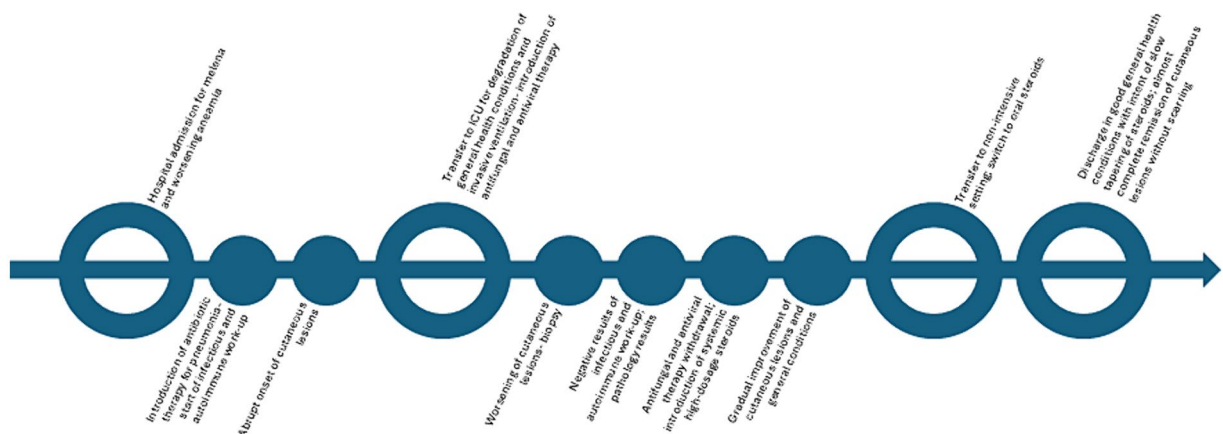 Hospital admission for melena
and worsening aneamia
Introduction of antibiotic
therapy for pneumonia-
start of infectious and
autoimmune work-up
Abrupt onset of cutaneous
lesions
Transfer to ICU for degradation of
general health conditions and
invasive ventilation- introduction of
antifungal and antiviral therapy
Worsening of cutaneous
lesions- biopsy
Negative results of
infectious and
autoimmune work-up;
pathology results
Antifungal and antiviral
therapy withdrawal;
introduction of systemic
high-dosage steroids
Gradual improvement of
cutaneous lesions and
general conditions
Transfer to non-intensive
setting; switch to oral steroids
Discharge in good general health
conditions with intent of slow
tapering of steroids; almost
complete remission of cutaneous
lesions without scarring